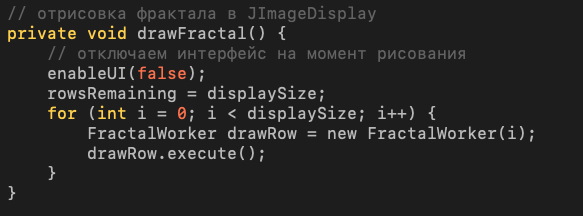 // отрисовка фрактала в JImageDisplay
private void drawFractal() {
    // отключаем интерфейс на момент рисования
    enableUI(false);
    rowsRemaining = displaySize;
    for (int i = 0; i < displaySize; i++) {
        FractalWorker drawRow = new FractalWorker(i);
        drawRow.execute();
    }
}